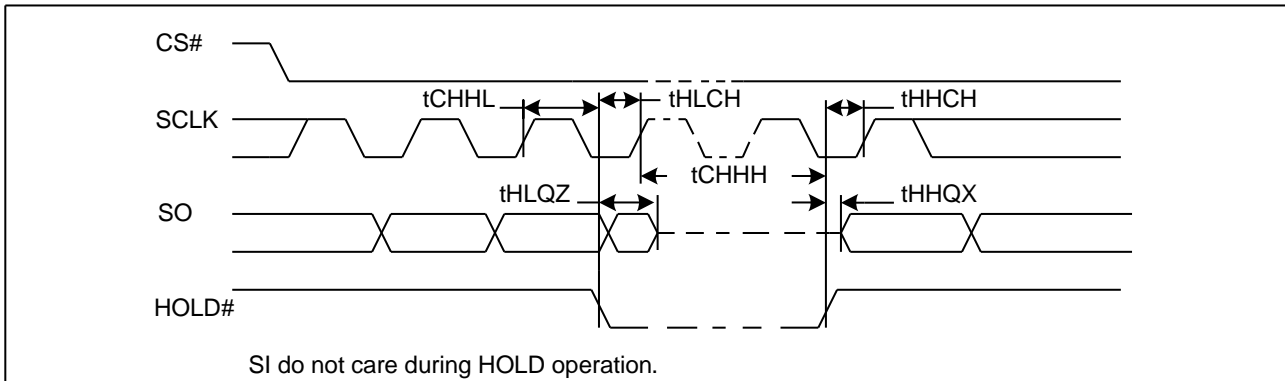 CS#
tCHHL
tHLCH
tHHCH
SCLK
tCHHH
tHLQZ
tHHQX
SO
HOLD#
SI do not care during HOLD operation.